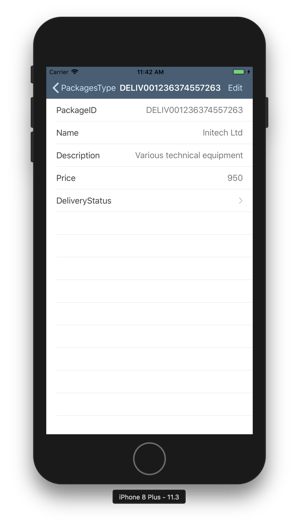 Carrier 11:42 AM
PackagesType DELIV001236374557263 Edit
PackageID DELIV001236374557263
Name Initech Ltd
Description Various technical equipment
Price 950
DeliveryStatus
iPhone 8 Plus - 11.3